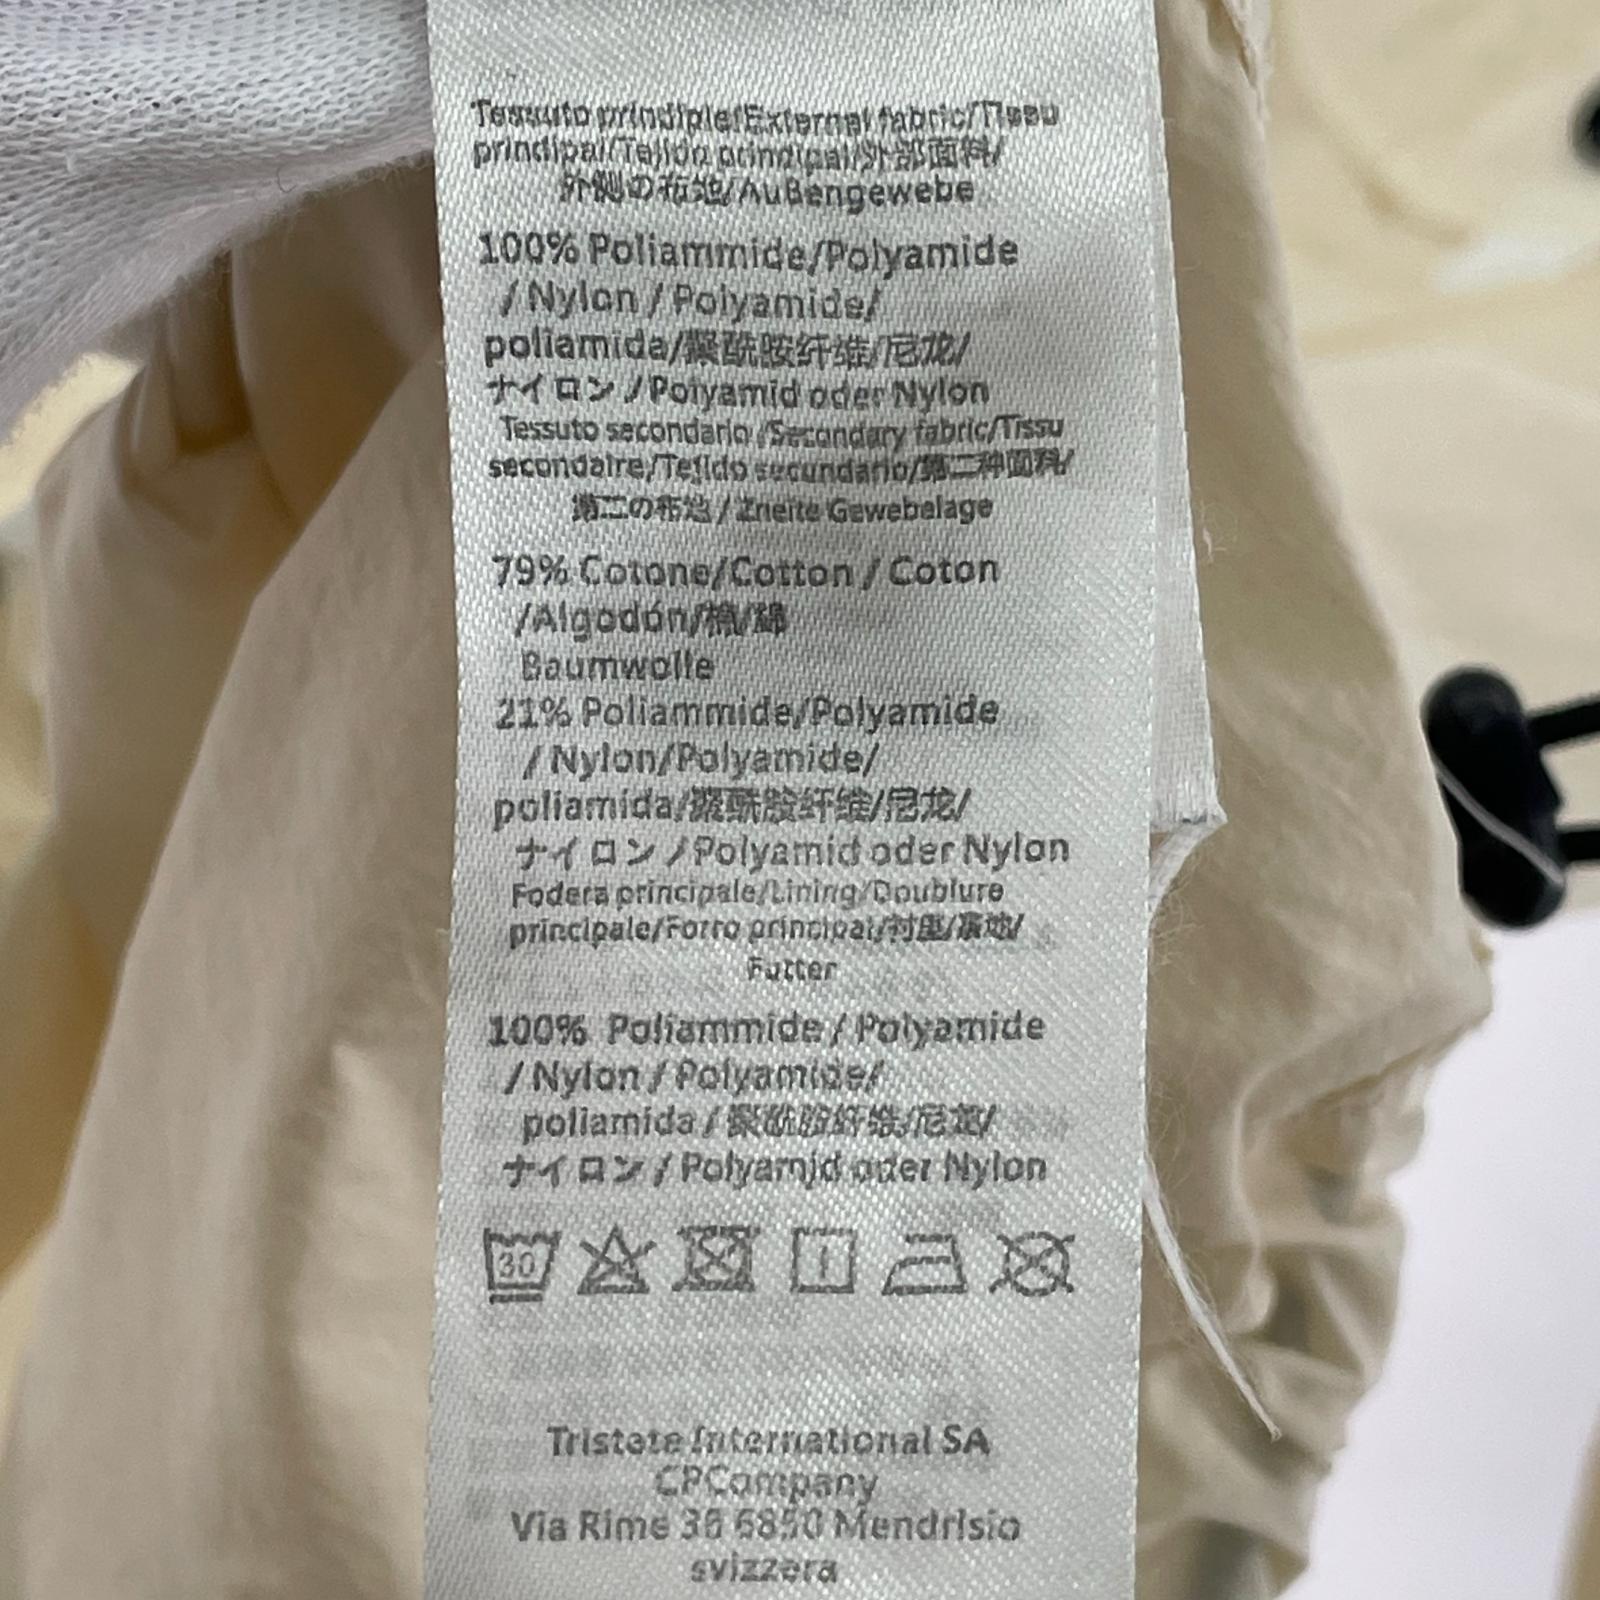 Tessuto principle/External fabric/Tissu
principal/Tejido principal/外部面料/
外側の布地/Außengewebe
100% Poliammide/Polyamide
/ Nylon / Polyamide/
poliamida/聚酰胺纤维/尼龙/
ナイロン / Polyamid oder Nylon
Tessuto secondario /Secondary fabric/Tissu
secondaire/Tejido secundario/第二种面料/
第二の布地 / Zneite Gewebelage
79% Cotone/Cotton / Coton
/Algodón/棉/綿
Baumwolle
21% Poliammide/Polyamide
/ Nylon/Polyamide/
poliamida/聚酰胺纤维/尼龙/
ナイロン / Polyamid oder Nylon
Fodera principale/Lining/Doublure
principale/Forro principal/衬里/裏地/
Futter
100% Poliammide / Polyamide
/ Nylon / Polyamide/
poliamida / 聚酰胺纤维/尼龙/
ナイロン / Polyamid oder Nylon
30
Tristate International SA
CPCompany
Via Rime 36 6850 Mendrisio
svizzera